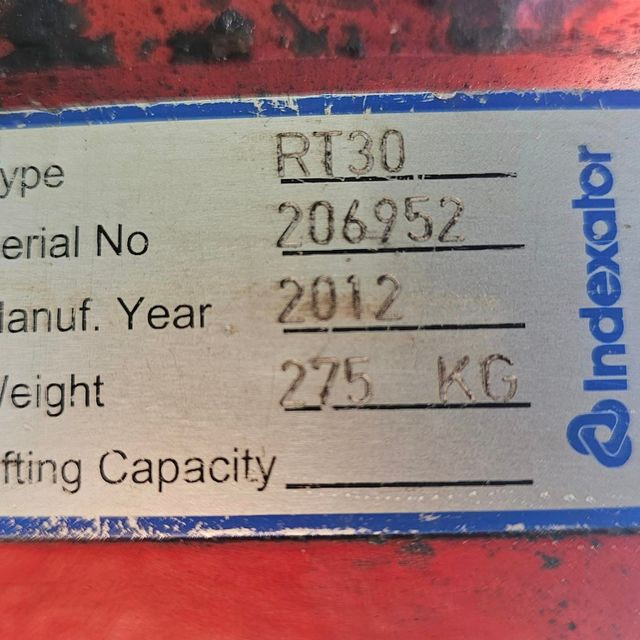 ype RT30
erial No 206952
anuf. Year 2012
eight 275 KG
fting Capacity
Indexator